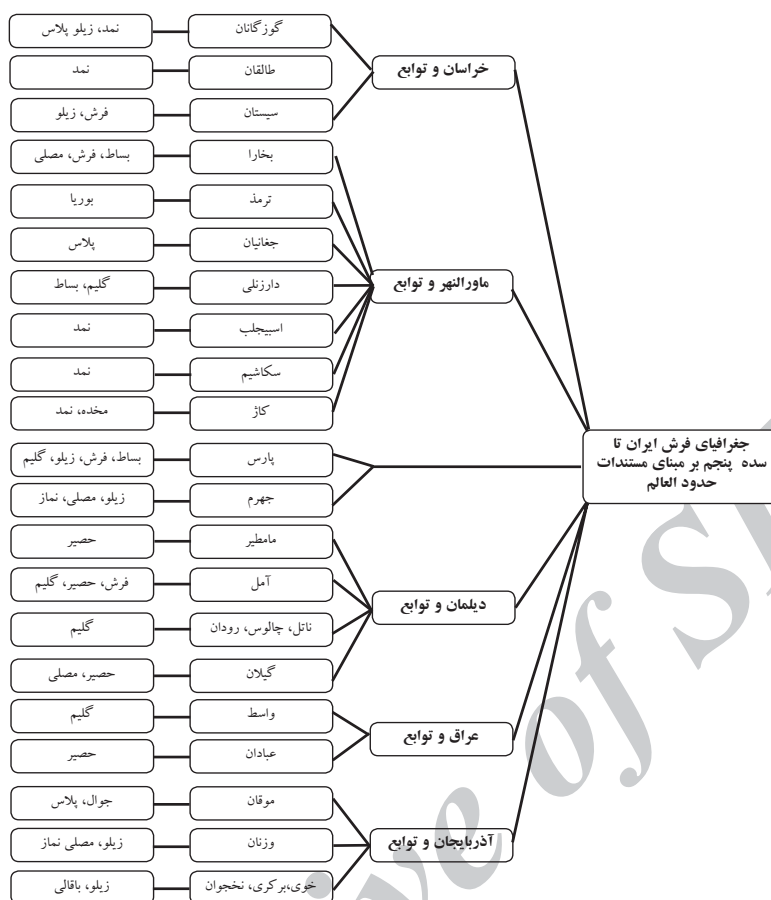 خراسان و توابع
گوزگانان
نمد، زیلو پلاس
طالقان
نمد
سیستان
فرش، زیلو
ماورالنهر و توابع
بخارا
بساط، فرش، مصلی
ترمذ
بوریا
جغانیان
پلاس
دارزنلی
گلیم، بساط
اسبیجلب
نمد
سکاشیم
نمد
کاژ
مخده، نمد
جغرافیای فرش ایران تا
سده پنجم بر مبنای مستندات
حدود العالم
پارس
بساط، فرش، زیلو، گلیم
جهرم
زیلو، مصلی، نماز
دیلمان و توابع
مامطیر
حصیر
آمل
فرش، حصیر، گلیم
ناتل، چالوس، رودان
گلیم
گیلان
حصیر، مصلی
عراق و توابع
واسط
گلیم
عبادان
حصیر
آذربایجان و توابع
موقان
جوال، پلاس
وزنان
زیلو، مصلی نماز
خوی،برکری، نخجوان
زیلو، باقالی
ive of S